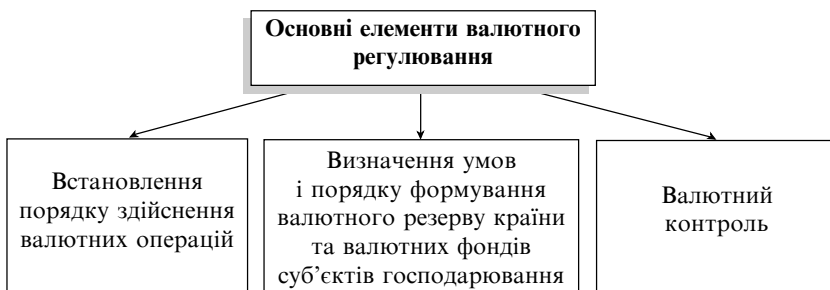 Основні елементи валютного
регулювання
Встановлення
порядку здійснення
валютних операцій
Визначення умов
і порядку формування
валютного резерву країни
та валютних фондів
суб’єктів господарювання
Валютний
контроль